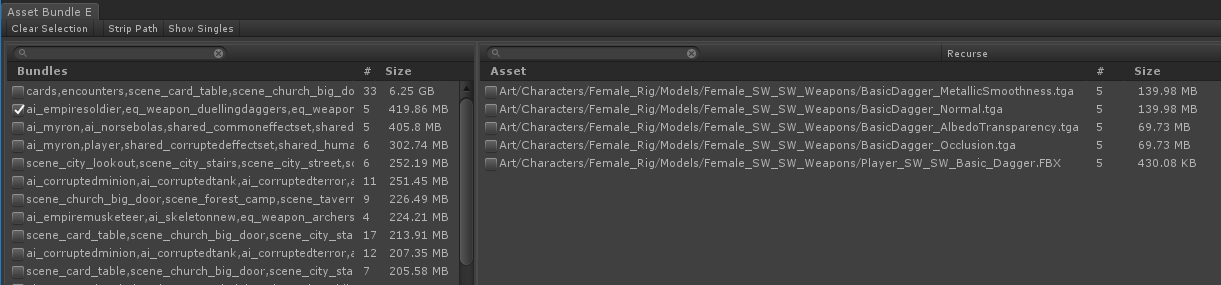 Asset Bundle E
Clear Selection Strip Path Show Singles
Recurse
Bundles # Size Asset # Size
cards,encounters,scene_card_table,scene_church_big_do 33 6.25 GB Art/Characters/Female_Rig/Models/Female_SW_SW_Weapons/BasicDagger_MetallicSmoothness.tga 5 139.98 MB
ai_empiresoldier,eq_weapon_duellingdaggers,eq_weapon 5 419.86 MB Art/Characters/Female_Rig/Models/Female_SW_SW_Weapons/BasicDagger_Normal.tga 5 139.98 MB
ai_myron,ai_norsebolas,shared_commoneffectset,shared 5 405.8 MB Art/Characters/Female_Rig/Models/Female_SW_SW_Weapons/BasicDagger_AlbedoTransparency.tga 5 69.73 MB
ai_myron,player,shared_corruptedeffectset,shared_huma 6 302.74 MB Art/Characters/Female_Rig/Models/Female_SW_SW_Weapons/BasicDagger_Occlusion.tga 5 69.73 MB
scene_city_lookout,scene_city_stairs,scene_city_street,sc 6 252.19 MB Art/Characters/Female_Rig/Models/Female_SW_SW_Weapons/Player_SW_SW_Basic_Dagger.FBX 5 430.08 KB
ai_corruptedminion,ai_corruptedtank,ai_corruptedterror,a 11 251.45 MB
scene_church_big_door,scene_forest_camp,scene_tavern 9 226.49 MB
ai_empiremusketeer,ai_skeletonnew,eq_weapon_archers 4 224.21 MB
scene_card_table,scene_church_big_door,scene_city_sta 17 213.91 MB
ai_corruptedminion,ai_corruptedtank,ai_corruptedterror,a 12 207.35 MB
scene_card_table,scene_church_big_door,scene_city_sta 7 205.58 MB